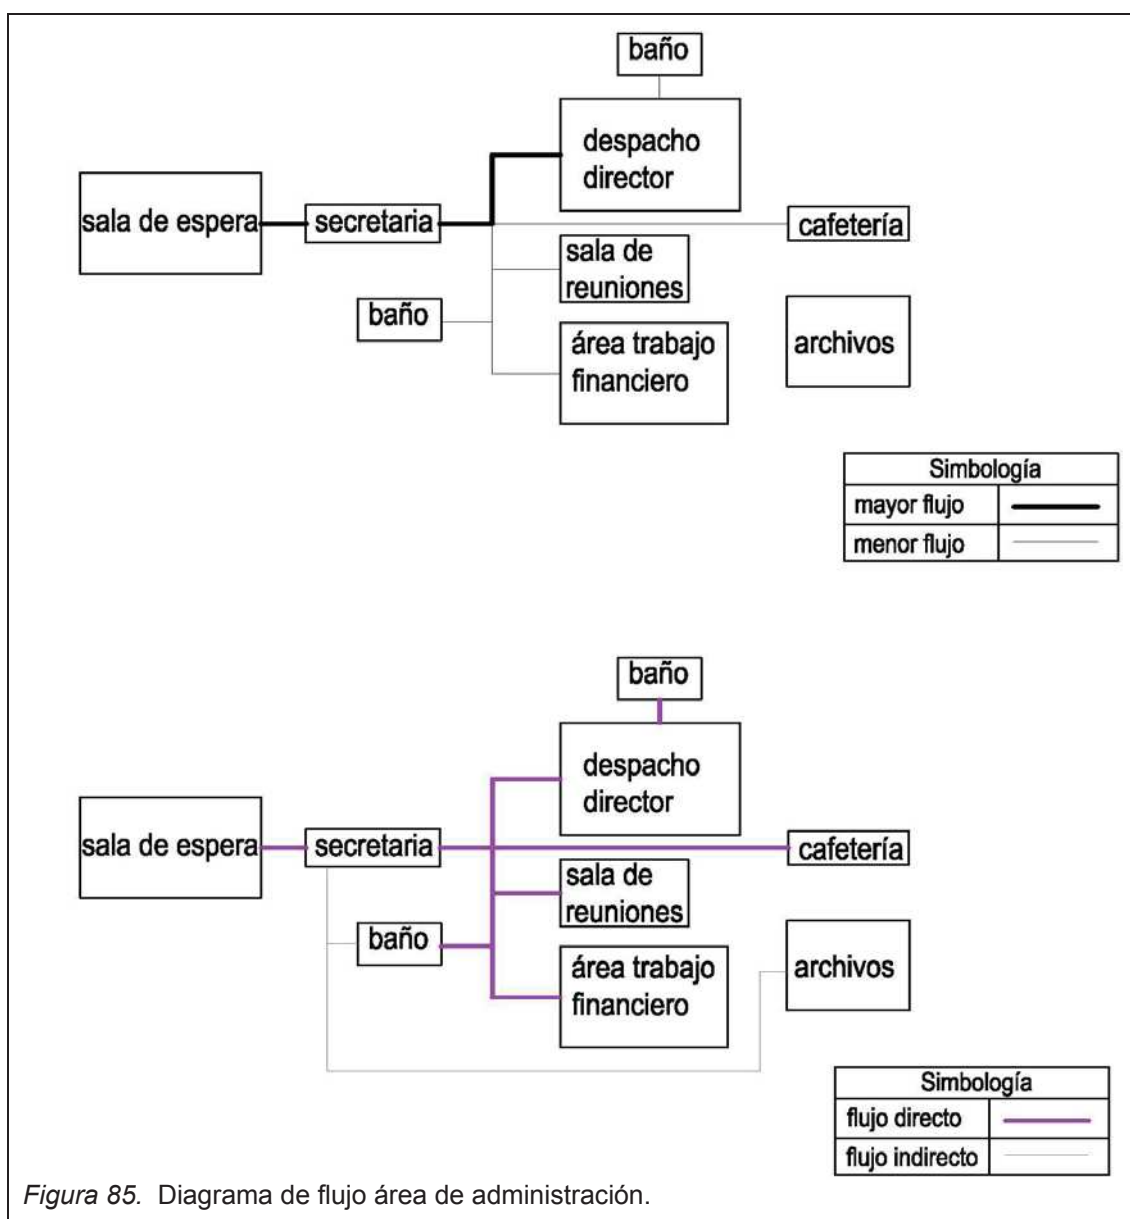 baño
despacho
director
sala de espera
secretaria
cafetería
sala de
reuniones
baño
área trabajo
financiero
archivos
Simbología
mayor flujo
menor flujo
baño
despacho
director
sala de espera
secretaria
cafetería
sala de
reuniones
baño
área trabajo
financiero
archivos
Simbología
flujo directo
flujo indirecto
Figura 85. Diagrama de flujo área de administración.